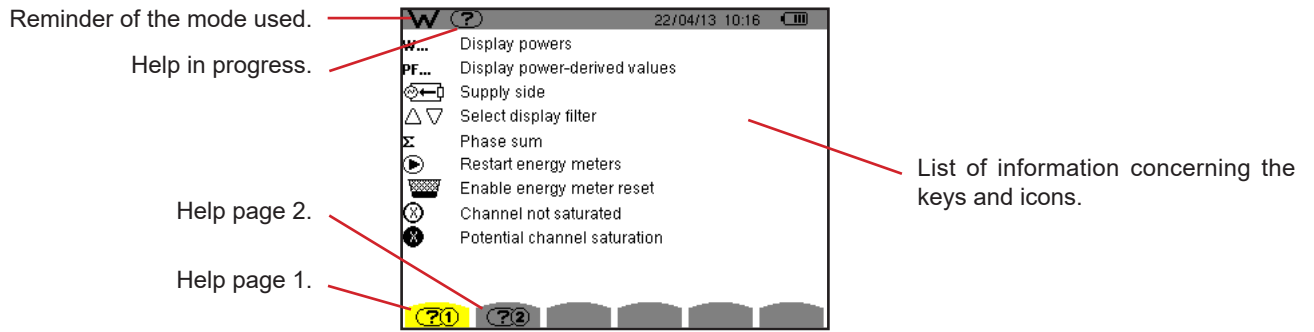 Reminder of the mode used.
W ? 22/04/13 10:16
Help in progress.
W... Display powers
PF... Display power-derived values
Supply side
Select display filter
Σ Phase sum
Restart energy meters
Enable energy meter reset
X Channel not saturated
X Potential channel saturation
List of information concerning the
keys and icons.
Help page 2.
Help page 1.
?1 ?2